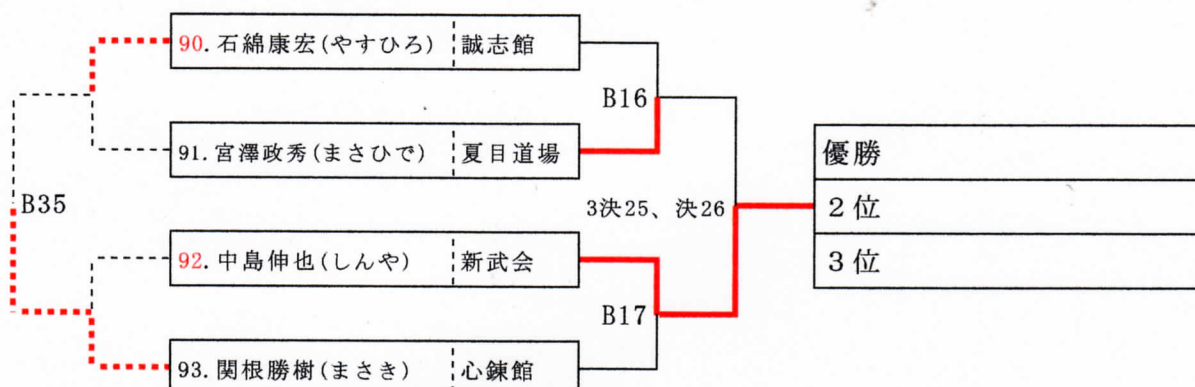 90.石綿康宏(やすひろ) 誠志館
B16
91.宮澤政秀(まさひで) 夏目道場
優勝
B35
3決25、決26
2位
92.中島伸也(しんや) 新武会
3位
B17
93.関根勝樹(まさき) 心錬館